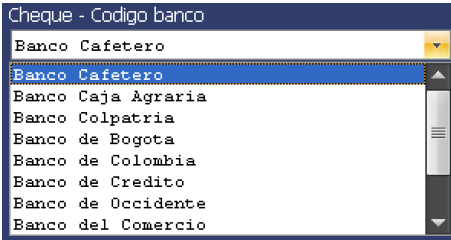 Cheque - Codigo banco
Banco Cafetero
Banco Cafetero
Banco Caja Agraria
Banco Colpatria
Banco de Bogota
Banco de Colombia
Banco de Credito
Banco de Occidente
Banco del Comercio